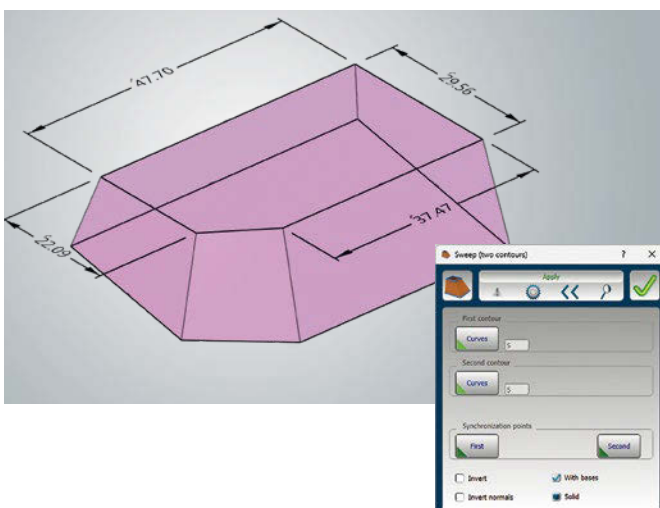 47.70
29.56
37.47
22.09
Sweep (two contours) ? X
Apply
First contour
Curves 5
Second contour
Curves 5
Synchronization points
First Second
Invert With bases
Invert normals Solid